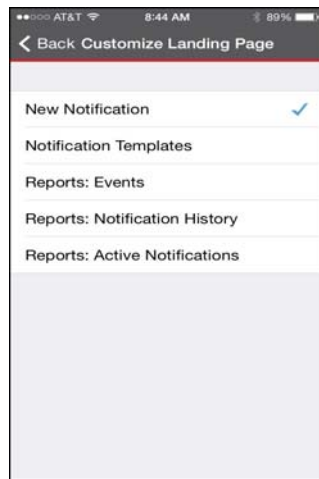 AT&T 8:44 AM 89%
Back Customize Landing Page
New Notification
Notification Templates
Reports: Events
Reports: Notification History
Reports: Active Notifications